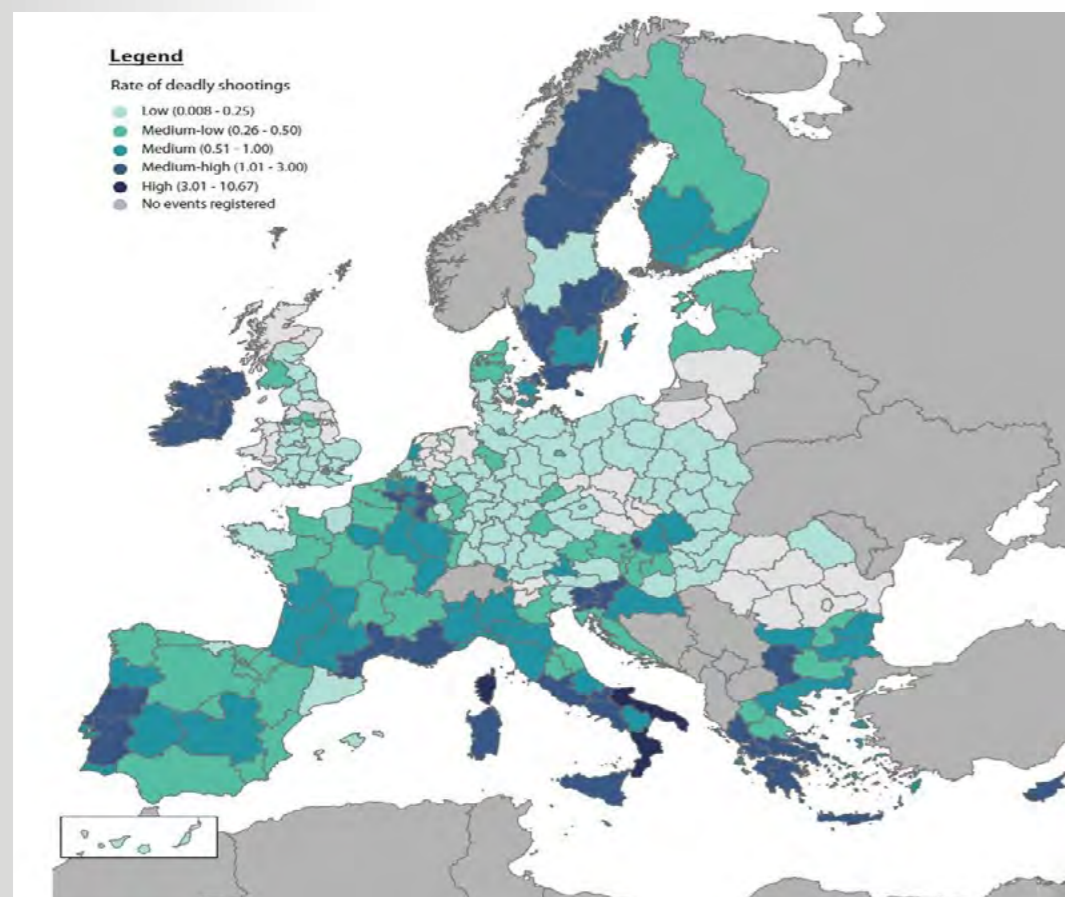 Legend
Rate of deadly shootings
Low (0.008 - 0.25)
Medium-low (0.26 - 0.50)
Medium (0.51 - 1.00)
Medium-high (1.01 - 3.00)
High (3.01 - 10.67)
No events registered